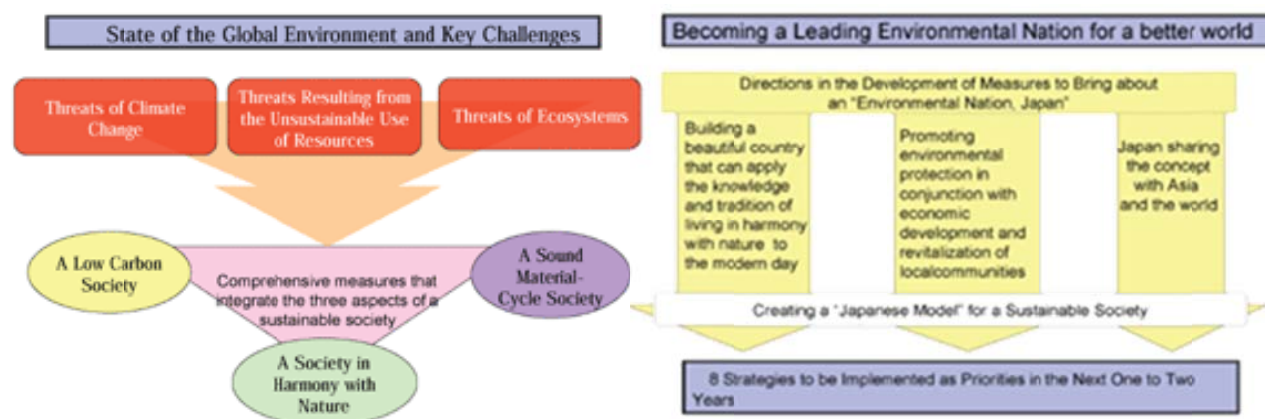 State of the Global Environment and Key Challenges
Threats of Climate
Change
Threats Resulting from
the Unsustainable Use
of Resources
Threats of Ecosystems
A Low Carbon
Society
Comprehensive measures that
integrate the three aspects of a
sustainable society
A Sound
Material-
Cycle Society
A Society in
Harmony with
Nature
Becoming a Leading Environmental Nation for a better world
Directions in the Development of Measures to Bring about
an "Environmental Nation, Japan"
Building a
beautiful country
that can apply
the knowledge
and tradition of
living in harmony
with nature to
the modern day
Promoting
environmental
protection in
conjunction with
economic
development and
revitalization of
localcommunities
Japan sharing
the concept
with Asia
and the world
Creating a "Japanese Model" for a Sustainable Society
8 Strategies to be Implemented as Priorities in the Next One to Two
Years